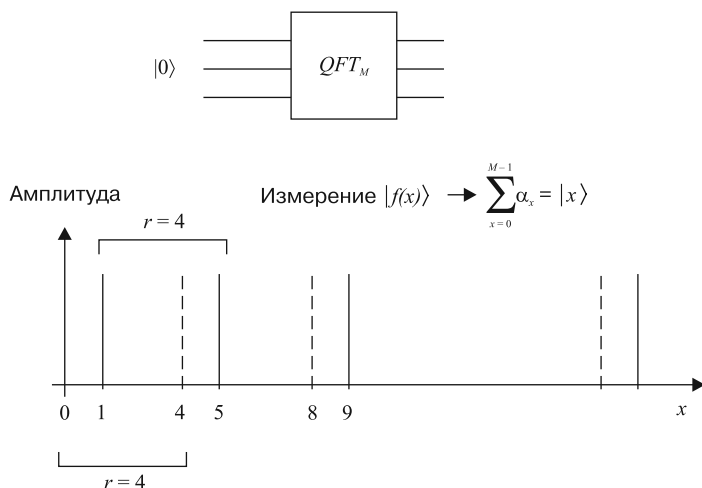 |0⟩ QFT_M
Амплитуда
Измерение |f(x)⟩ → ∑_{x=0}^{M−1} α_x = |x⟩
r = 4
0 1 4 5 8 9 x
r = 4